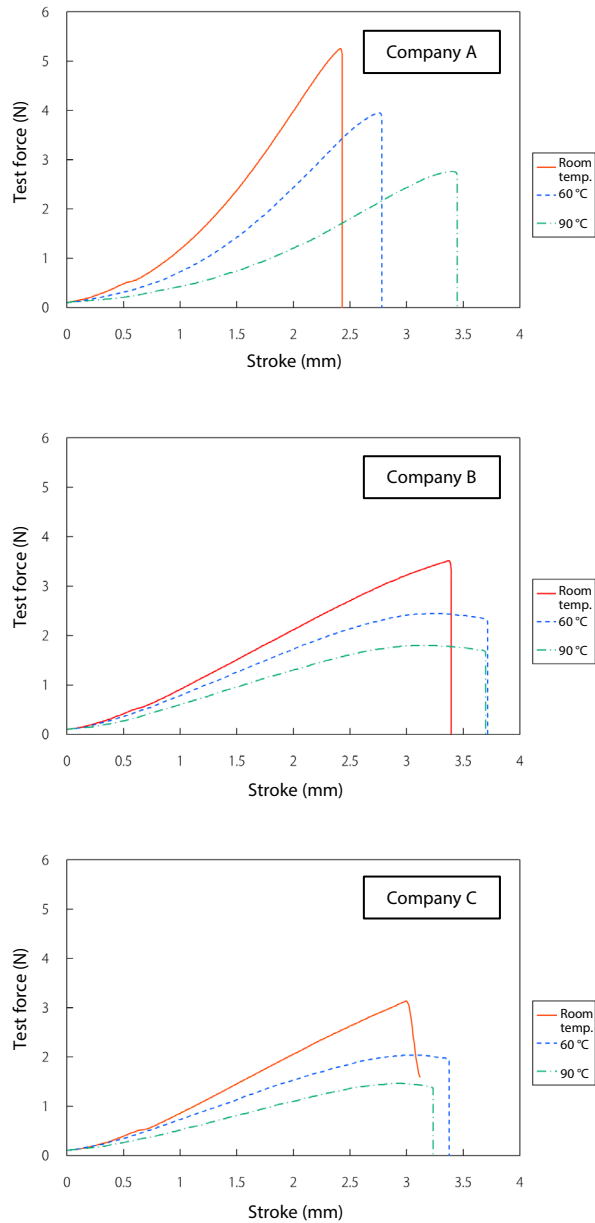 Company A
6
5
4
3
2
1
0
Test force (N)
0 0.5 1 1.5 2 2.5 3 3.5 4
Stroke (mm)
Room
temp.
60 °C
90 °C
Company B
6
5
4
3
2
1
0
Test force (N)
0 0.5 1 1.5 2 2.5 3 3.5 4
Stroke (mm)
Room
temp.
60 °C
90 °C
Company C
6
5
4
3
2
1
0
Test force (N)
0 0.5 1 1.5 2 2.5 3 3.5 4
Stroke (mm)
Room
temp.
60 °C
90 °C